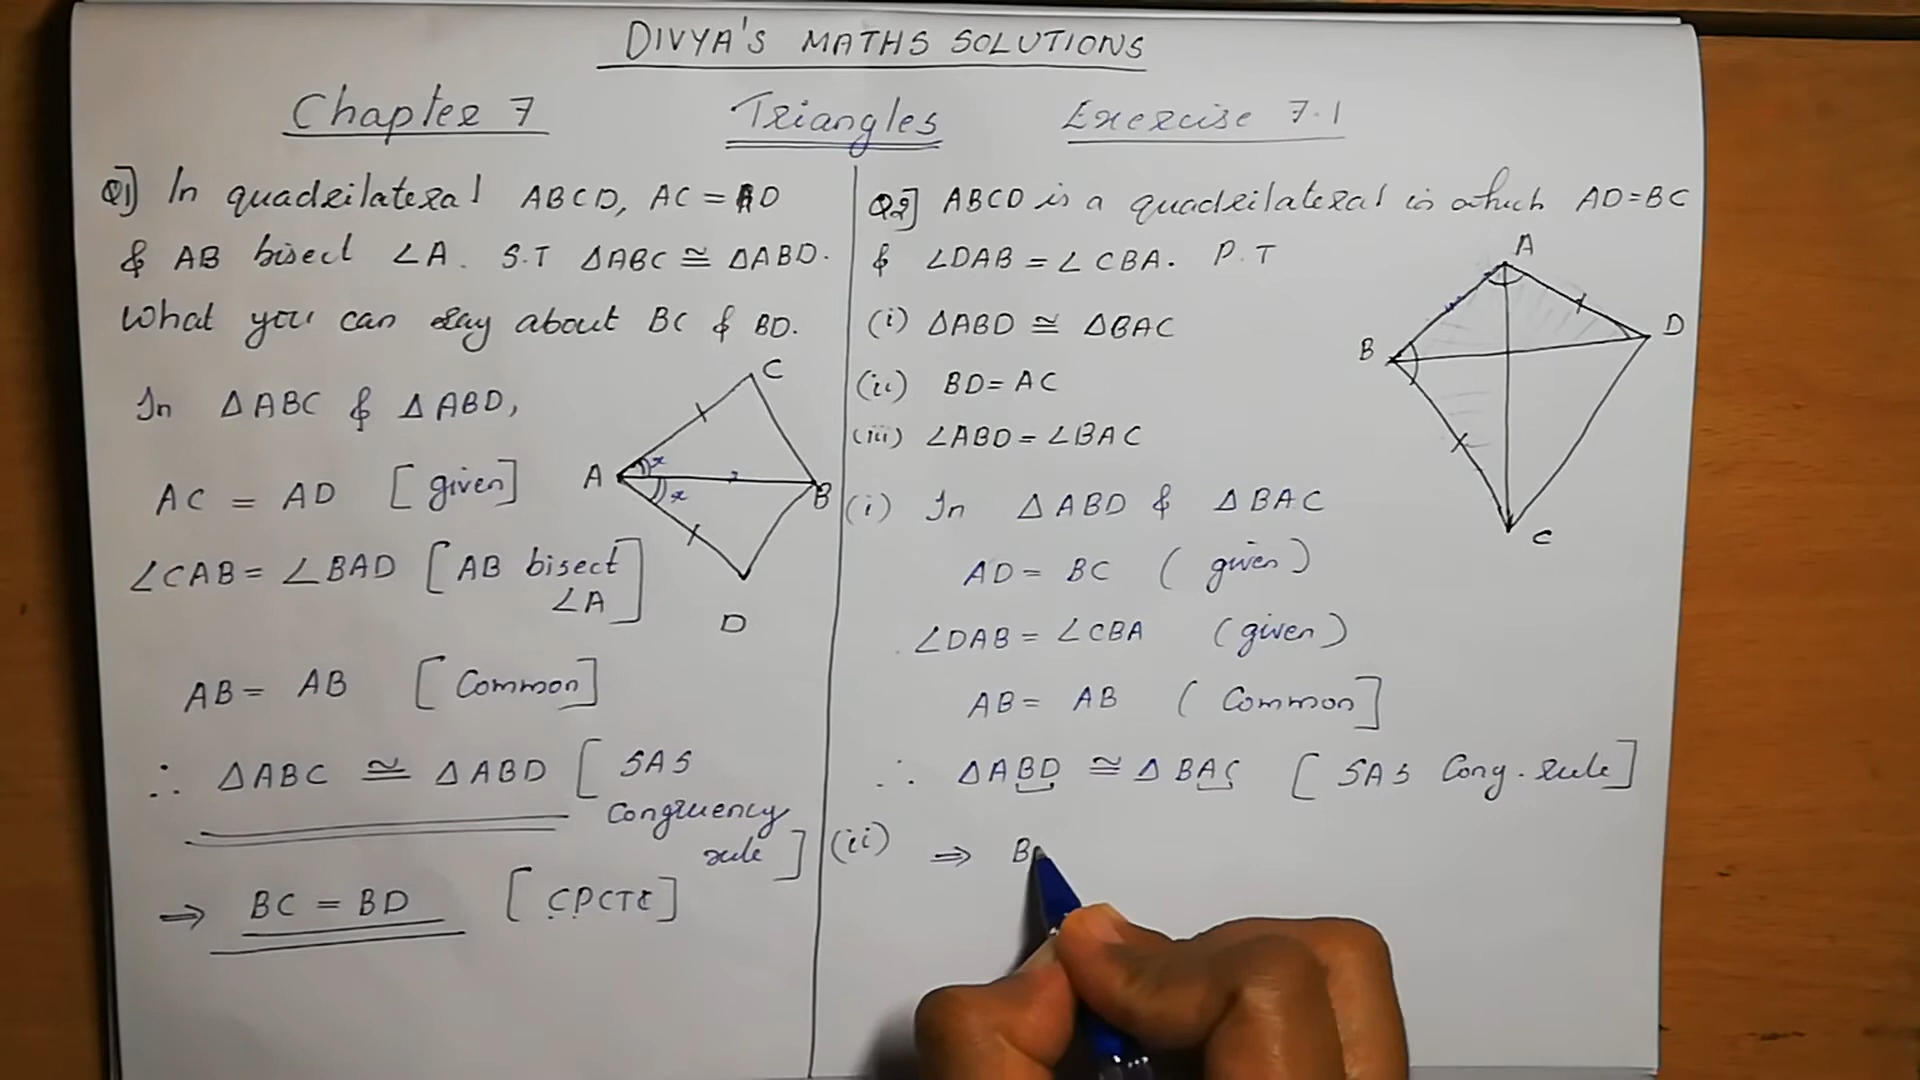 DIVYA'S MATHS SOLUTIONS
Chapter 7 Triangles Exercise 7.1
Q1] In quadrilateral ABCD, AC = AD
& AB bisect ∠A. S.T ΔABC ≅ ΔABD.
What you can say about BC & BD.
In ΔABC & ΔABD,
AC = AD [given]
∠CAB = ∠BAD [AB bisect
∠A]
AB = AB [Common]
∴ ΔABC ≅ ΔABD [SAS
Congruency
rule]
⇒ BC = BD [CPCTC]
C
A x
x
B
D
Q2] ABCD is a quadrilateral in which AD=BC
& ∠DAB = ∠CBA. P.T
(i) ΔABD ≅ ΔBAC
(ii) BD = AC
(iii) ∠ABD = ∠BAC
(i) In ΔABD & ΔBAC
AD = BC (given)
∠DAB = ∠CBA (given)
AB = AB (Common]
∴ ΔABD ≅ ΔBAC [SAS Cong. rule]
(ii) ⇒ B
A
B
D
C